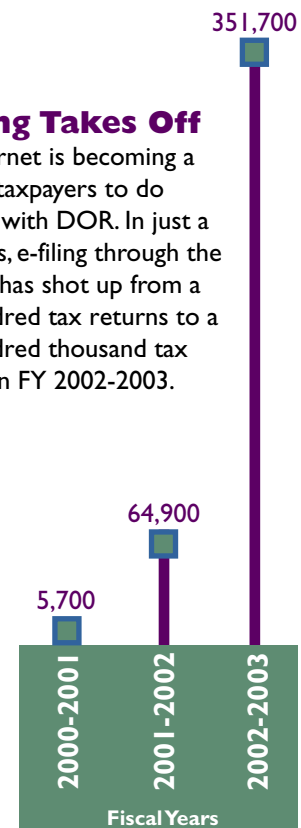 351,700
ng Takes Off
rnet is becoming a
taxpayers to do
with DOR. In just a
s, e-filing through the
has shot up from a
dred tax returns to a
dred thousand tax
n FY 2002-2003.
64,900
5,700
2000-2001
2001-2002
2002-2003
Fiscal Years